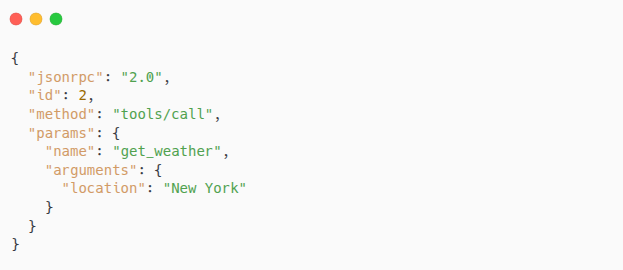 {
  "jsonrpc": "2.0",
  "id": 2,
  "method": "tools/call",
  "params": {
    "name": "get_weather",
    "arguments": {
      "location": "New York"
    }
  }
}